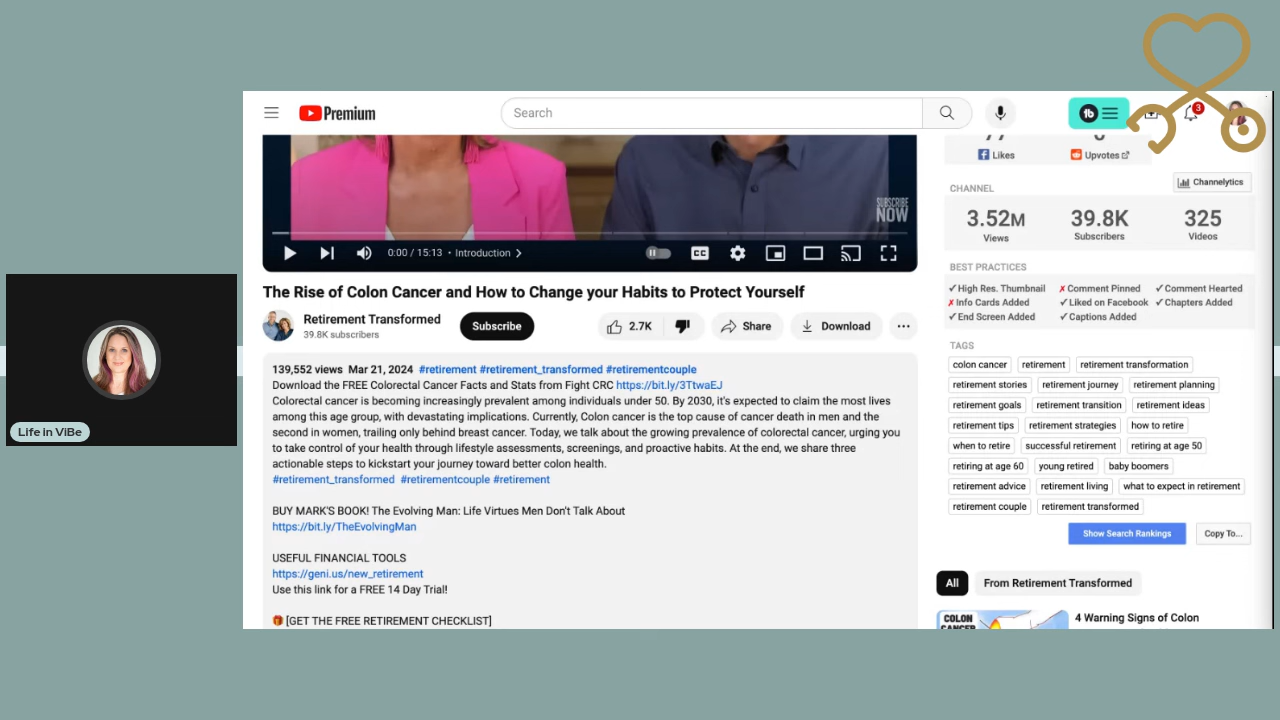 Premium
Search
3
SUBSCRIBE
NOW
0:00 / 15:13 • Introduction
CC
The Rise of Colon Cancer and How to Change your Habits to Protect Yourself
Retirement Transformed
39.8K subscribers
Subscribe
2.7K
Share
Download
139,552 views Mar 21, 2024 #retirement #retirement_transformed #retirementcouple
Download the FREE Colorectal Cancer Facts and Stats from Fight CRC https://bit.ly/3TtwaEJ
Colorectal cancer is becoming increasingly prevalent among individuals under 50. By 2030, it's expected to claim the most lives
among this age group, with devastating implications. Currently, Colon cancer is the top cause of cancer death in men and the
second in women, trailing only behind breast cancer. Today, we talk about the growing prevalence of colorectal cancer, urging you
to take control of your health through lifestyle assessments, screenings, and proactive habits. At the end, we share three
actionable steps to kickstart your journey toward better colon health.
#retirement_transformed #retirementcouple #retirement
BUY MARK'S BOOK! The Evolving Man: Life Virtues Men Don't Talk About
https://bit.ly/TheEvolvingMan
USEFUL FINANCIAL TOOLS
https://geni.us/new_retirement
Use this link for a FREE 14 Day Trial!
[GET THE FREE RETIREMENT CHECKLIST]
Likes
Upvotes
CHANNEL
Channelytics
3.52M
39.8K
325
Views
Subscribers
Videos
BEST PRACTICES
✓ High Res. Thumbnail ✗ Comment Pinned ✓ Comment Hearted
✗ Info Cards Added ✓ Liked on Facebook ✓ Chapters Added
✓ End Screen Added ✓ Captions Added
TAGS
colon cancer retirement retirement transformation
retirement stories retirement journey retirement planning
retirement goals retirement transition retirement ideas
retirement tips retirement strategies how to retire
when to retire successful retirement retiring at age 50
retiring at age 60 young retired baby boomers
retirement advice retirement living what to expect in retirement
retirement couple retirement transformed
Show Search Rankings
Copy To...
All
From Retirement Transformed
COLON
4 Warning Signs of Colon
Life in ViBe